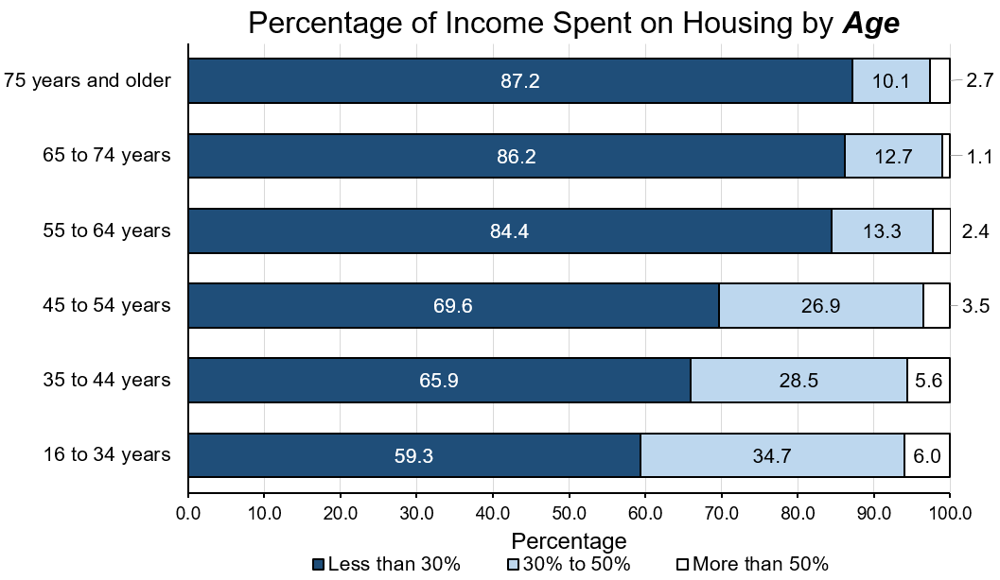 Percentage of Income Spent on Housing by Age
75 years and older 87.2 10.1 2.7
65 to 74 years 86.2 12.7 1.1
55 to 64 years 84.4 13.3 2.4
45 to 54 years 69.6 26.9 3.5
35 to 44 years 65.9 28.5 5.6
16 to 34 years 59.3 34.7 6.0
0.0 10.0 20.0 30.0 40.0 50.0 60.0 70.0 80.0 90.0 100.0
Percentage
Less than 30% 30% to 50% More than 50%